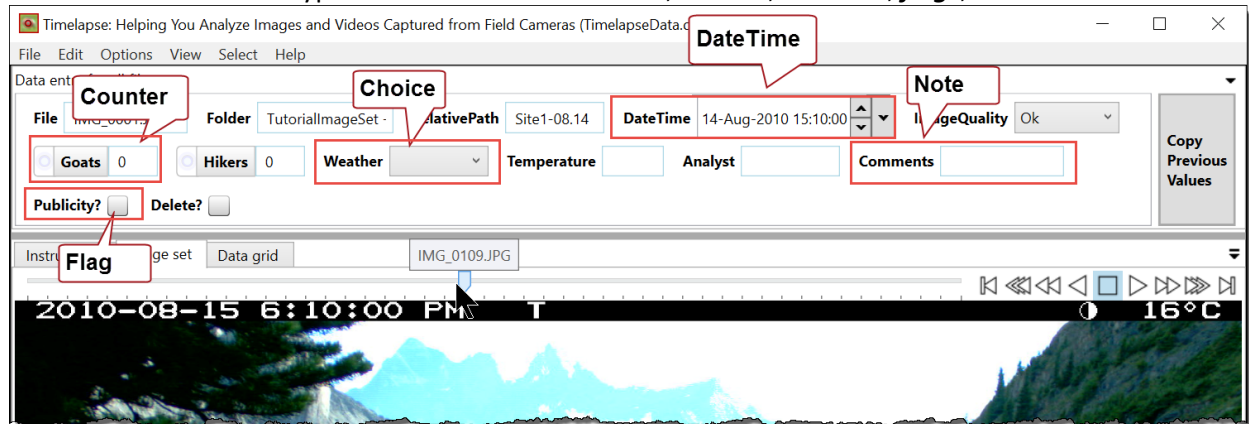 Timelapse: Helping You Analyze Images and Videos Captured from Field Cameras (TimelapseData.
DateTime
File Edit Options View Select Help
Data
Counter
Choice
Note
File Folder TutorialImageSet - Site1-08.14 DateTime 14-Aug-2010 15:10:00 Ok
Goats 0 Hikers 0 Weather Temperature Analyst Comments
Copy
Previous
Values
Publicity? Delete?
Flag
Data grid IMG_0109.JPG
2010-08-15 6:10:00 PM T 16°C